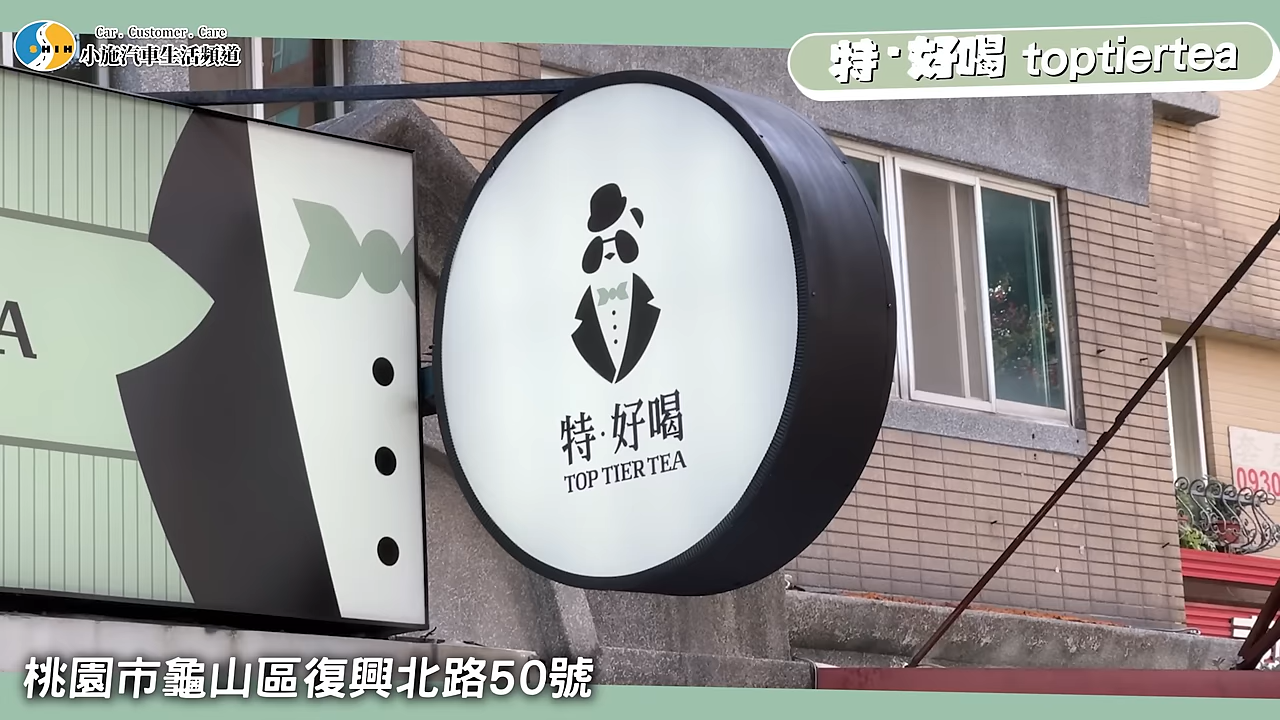 Car . Customer . Care
SHIH
小施汽車生活頻道
特·好喝 toptiertea
A
特·好喝
TOP TIER TEA
0930
桃園市龜山區復興北路50號